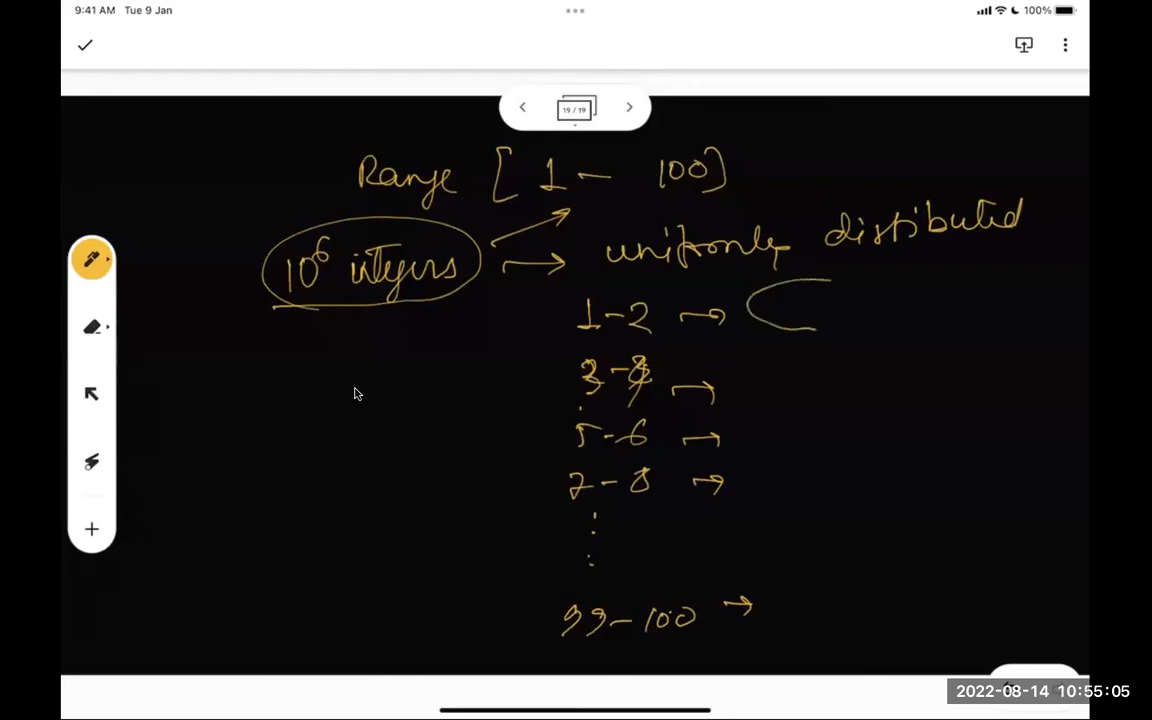 9:41 AM Tue 9 Jan
100%
19 / 19
Range [1 - 100]
10^6 integers → uniformly distributed
1-2 →
3-4 →
5-6 →
7-8 →
99-100 →
2022-08-14 10:55:05